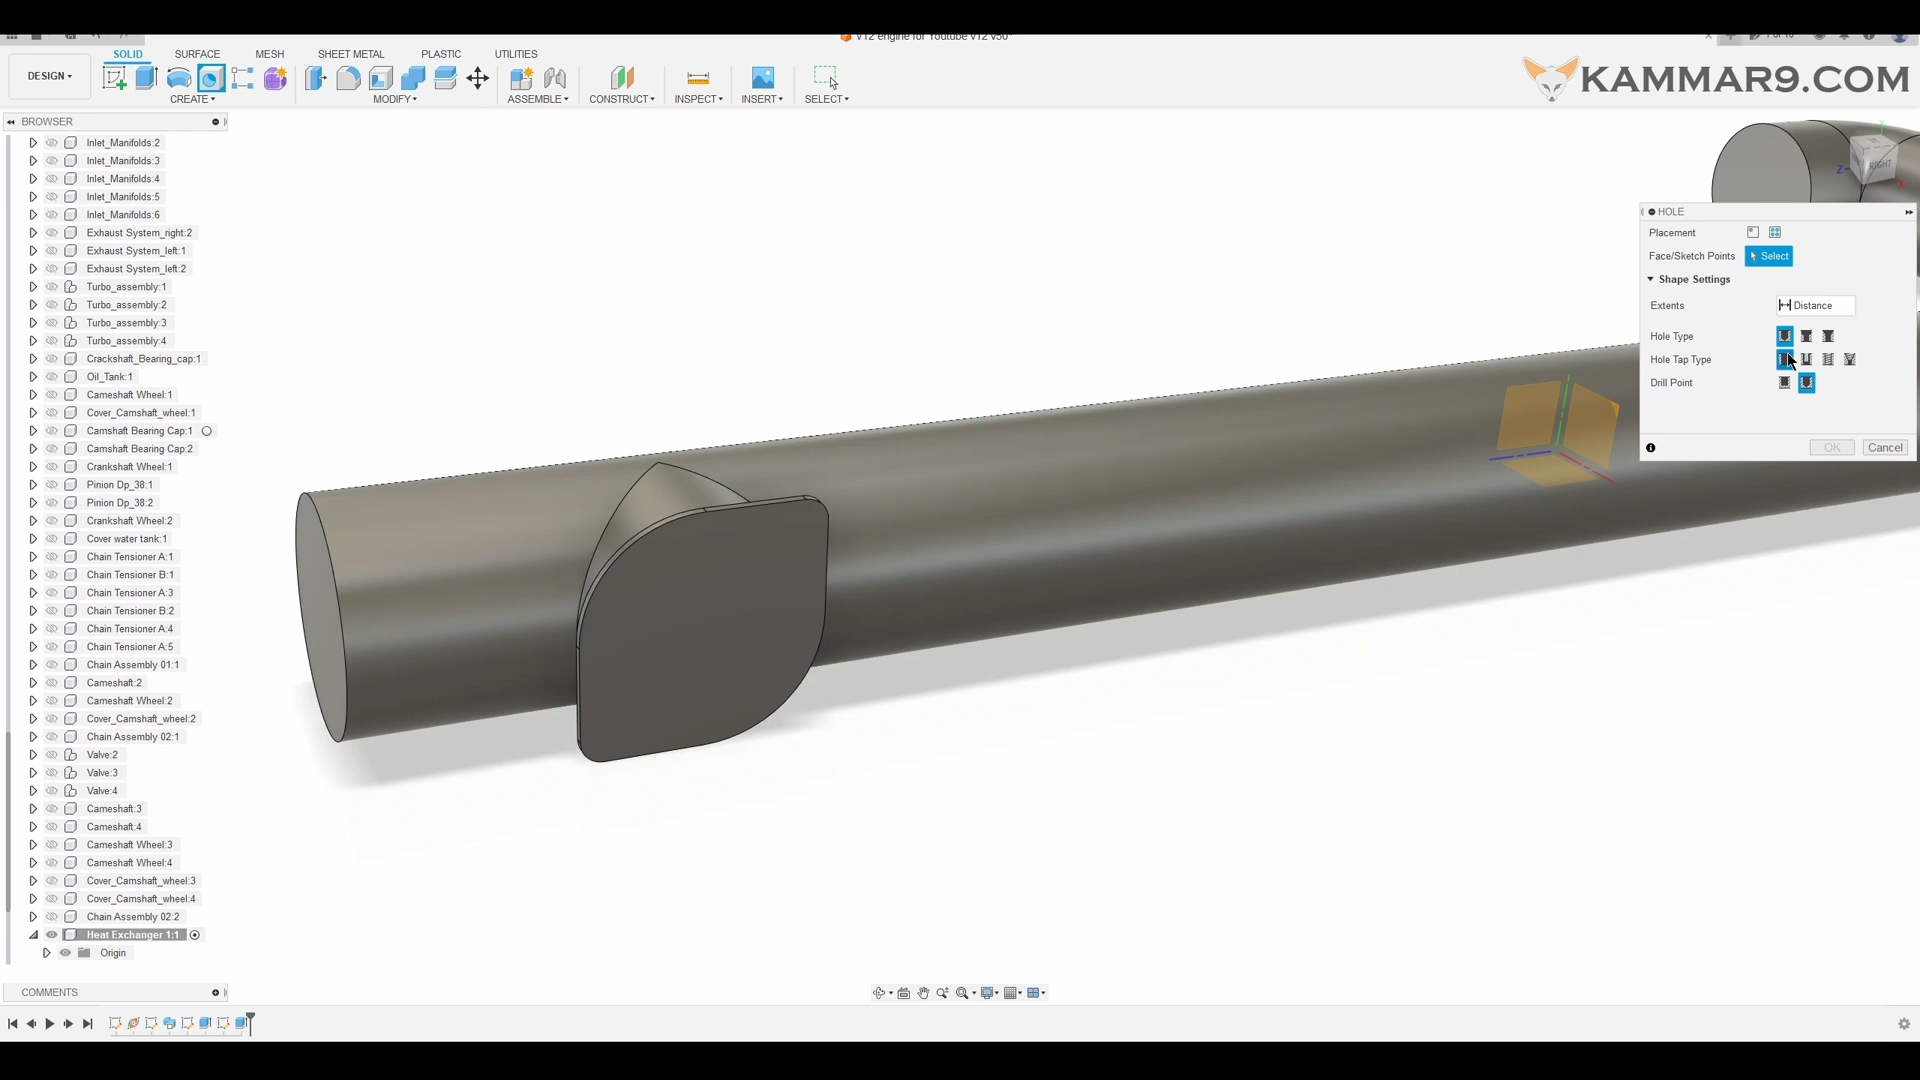 V12 engine for Youtube V12 v50*
SOLID
SURFACE
MESH
SHEET METAL
PLASTIC
UTILITIES
DESIGN
CREATE
MODIFY
ASSEMBLE
CONSTRUCT
INSPECT
INSERT
SELECT
KAMMAR9.COM
BROWSER
Inlet_Manifolds:2
Inlet_Manifolds:3
Inlet_Manifolds:4
Inlet_Manifolds:5
Inlet_Manifolds:6
Exhaust System_right:2
Exhaust System_left:1
Exhaust System_left:2
Turbo_assembly:1
Turbo_assembly:2
Turbo_assembly:3
Turbo_assembly:4
Crackshaft_Bearing_cap:1
Oil_Tank:1
Cameshaft Wheel:1
Cover_Camshaft_wheel:1
Camshaft Bearing Cap:1
Camshaft Bearing Cap:2
Crankshaft Wheel:1
Pinion Dp_38:1
Pinion Dp_38:2
Crankshaft Wheel:2
Cover water tank:1
Chain Tensioner A:1
Chain Tensioner B:1
Chain Tensioner A:3
Chain Tensioner B:2
Chain Tensioner A:4
Chain Tensioner A:5
Chain Assembly 01:1
Cameshaft:2
Cameshaft Wheel:2
Cover_Camshaft_wheel:2
Chain Assembly 02:1
Valve:2
Valve:3
Valve:4
Cameshaft:3
Cameshaft:4
Cameshaft Wheel:3
Cameshaft Wheel:4
Cover_Camshaft_wheel:3
Cover_Camshaft_wheel:4
Chain Assembly 02:2
Heat Exchanger 1:1
Origin
COMMENTS
Z
RIGHT
HOLE
Placement
Face/Sketch Points
Select
Shape Settings
Extents
Distance
Hole Type
Hole Tap Type
Drill Point
OK
Cancel